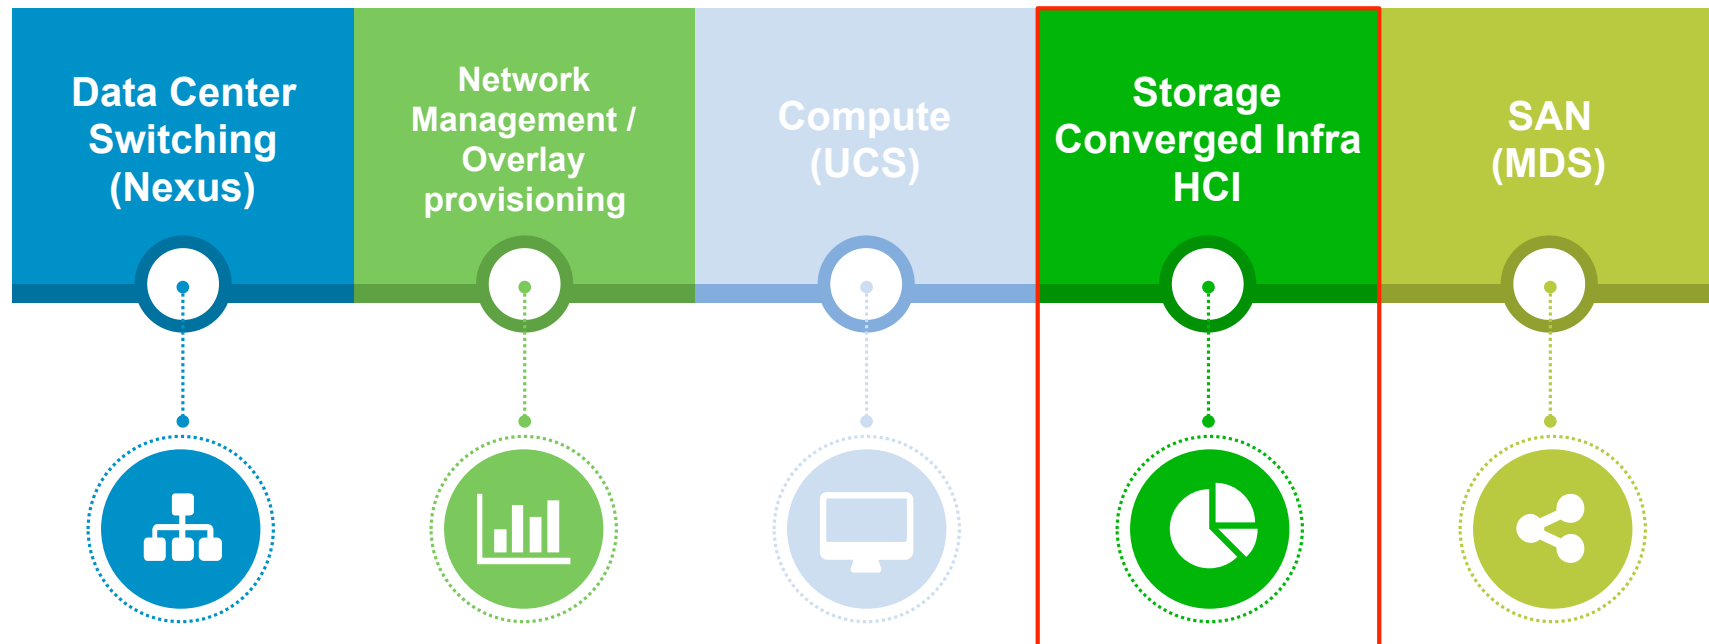 Data Center
Switching
(Nexus)
Network
Management /
Overlay
provisioning
Compute
(UCS)
Storage
Converged Infra
HCI
SAN
(MDS)